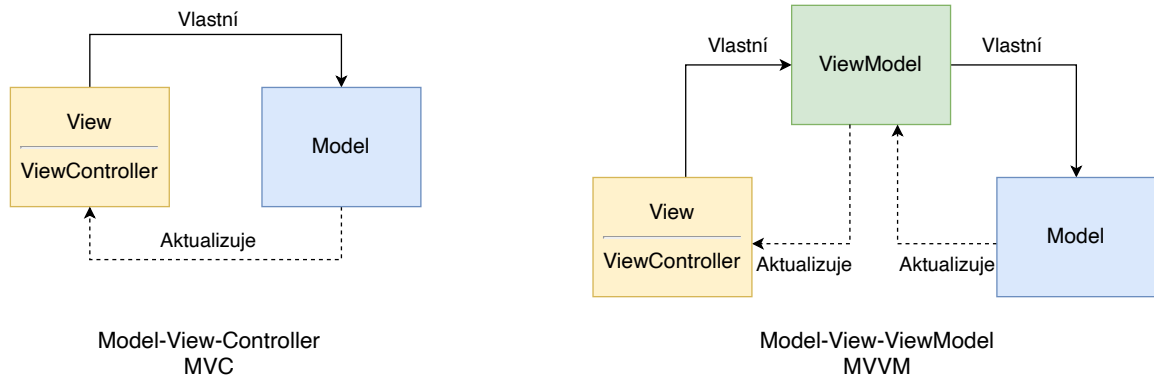 Vlastní
View
ViewController
Model
Aktualizuje
Model-View-Controller
MVC
Vlastní
ViewModel
Vlastní
View
ViewController
Model
Aktualizuje
Aktualizuje
Model-View-ViewModel
MVVM